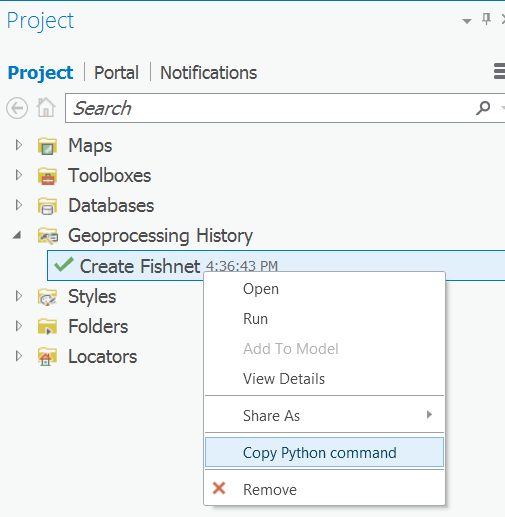 Project
Project | Portal | Notifications
Search
Maps
Toolboxes
Databases
Geoprocessing History
Create Fishnet 4:36:43 PM
Styles
Folders
Locators
Open
Run
Add To Model
View Details
Share As
Copy Python command
Remove